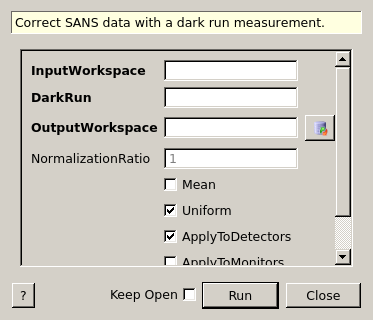 Correct SANS data with a dark run measurement.
InputWorkspace
DarkRun
OutputWorkspace
NormalizationRatio 1
Mean
Uniform
ApplyToDetectors
ApplyToMonitors
? Keep Open Run Close